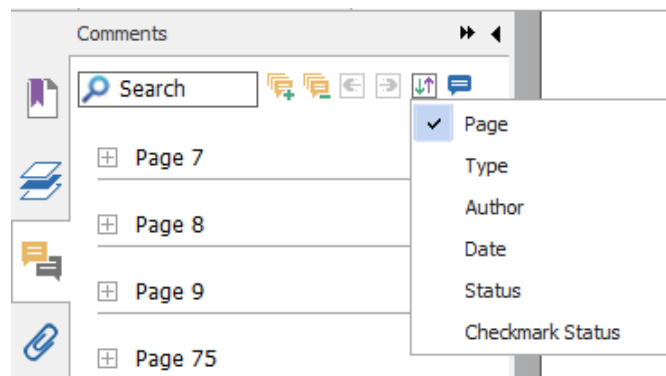 Comments
Search
Page
Page 7
Type
Author
Page 8
Date
Page 9
Status
Checkmark Status
Page 75